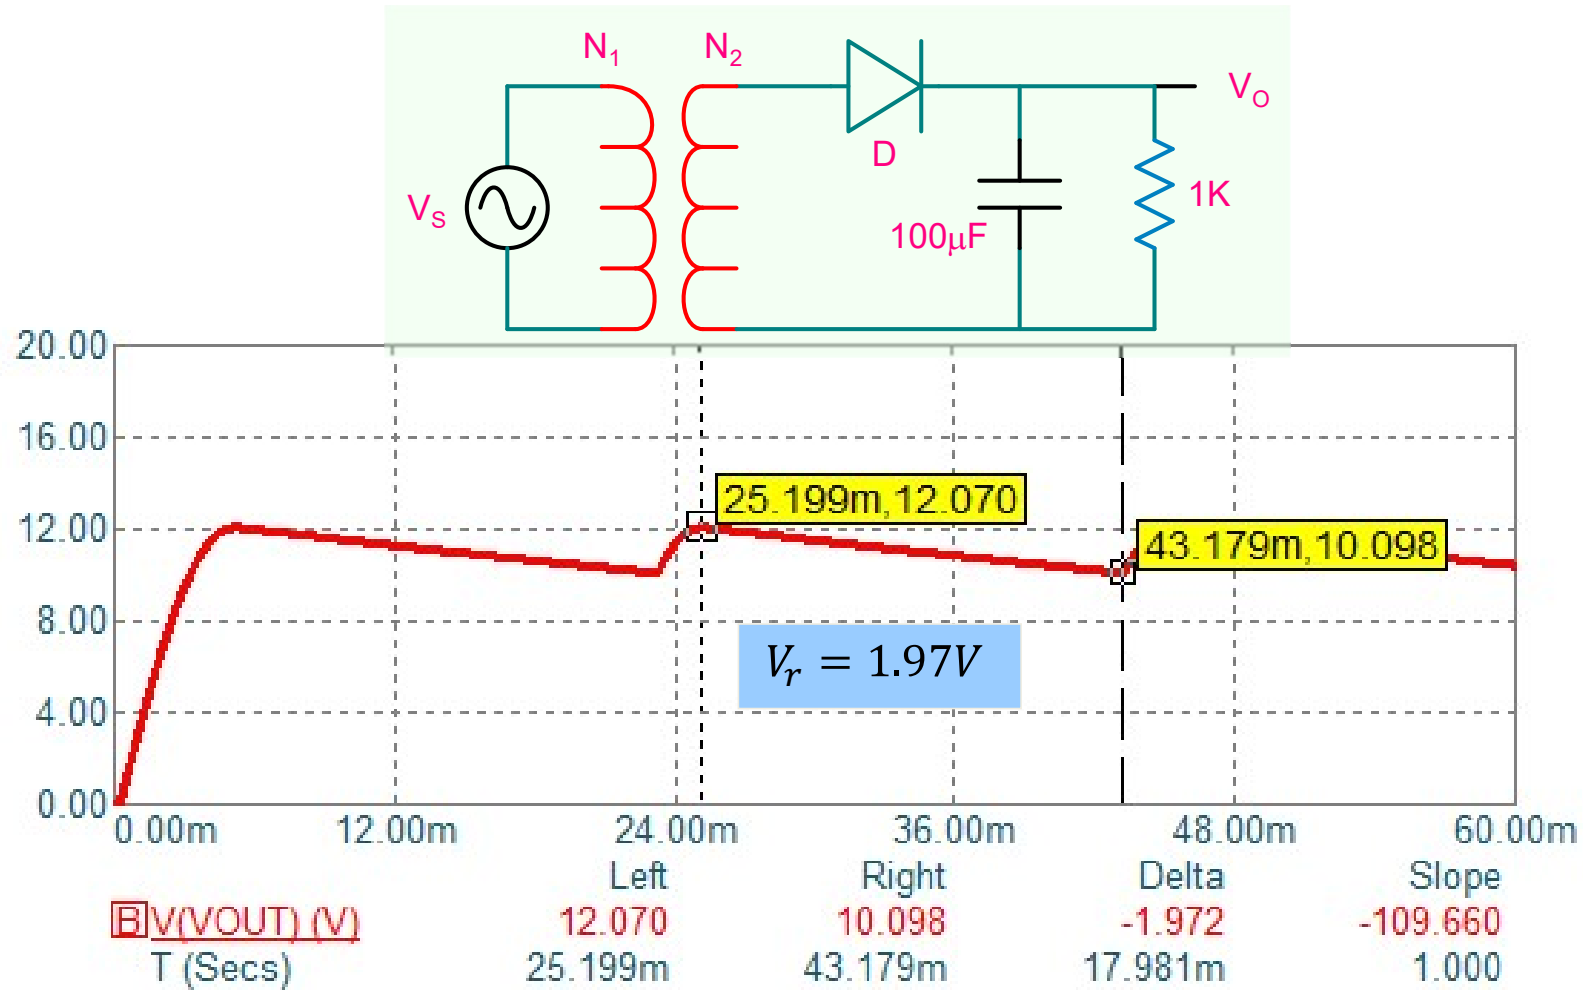 N₁ N₂
V_O
D
V_S
1K
100μF
20.00
16.00
25.199m,12.070
12.00
43.179m,10.098
8.00
V_r = 1.97V
4.00
0.00
0.00m 12.00m 24.00m 36.00m 48.00m 60.00m
Left Right Delta Slope
B V(VOUT) (V) 12.070 10.098 -1.972 -109.660
T (Secs) 25.199m 43.179m 17.981m 1.000